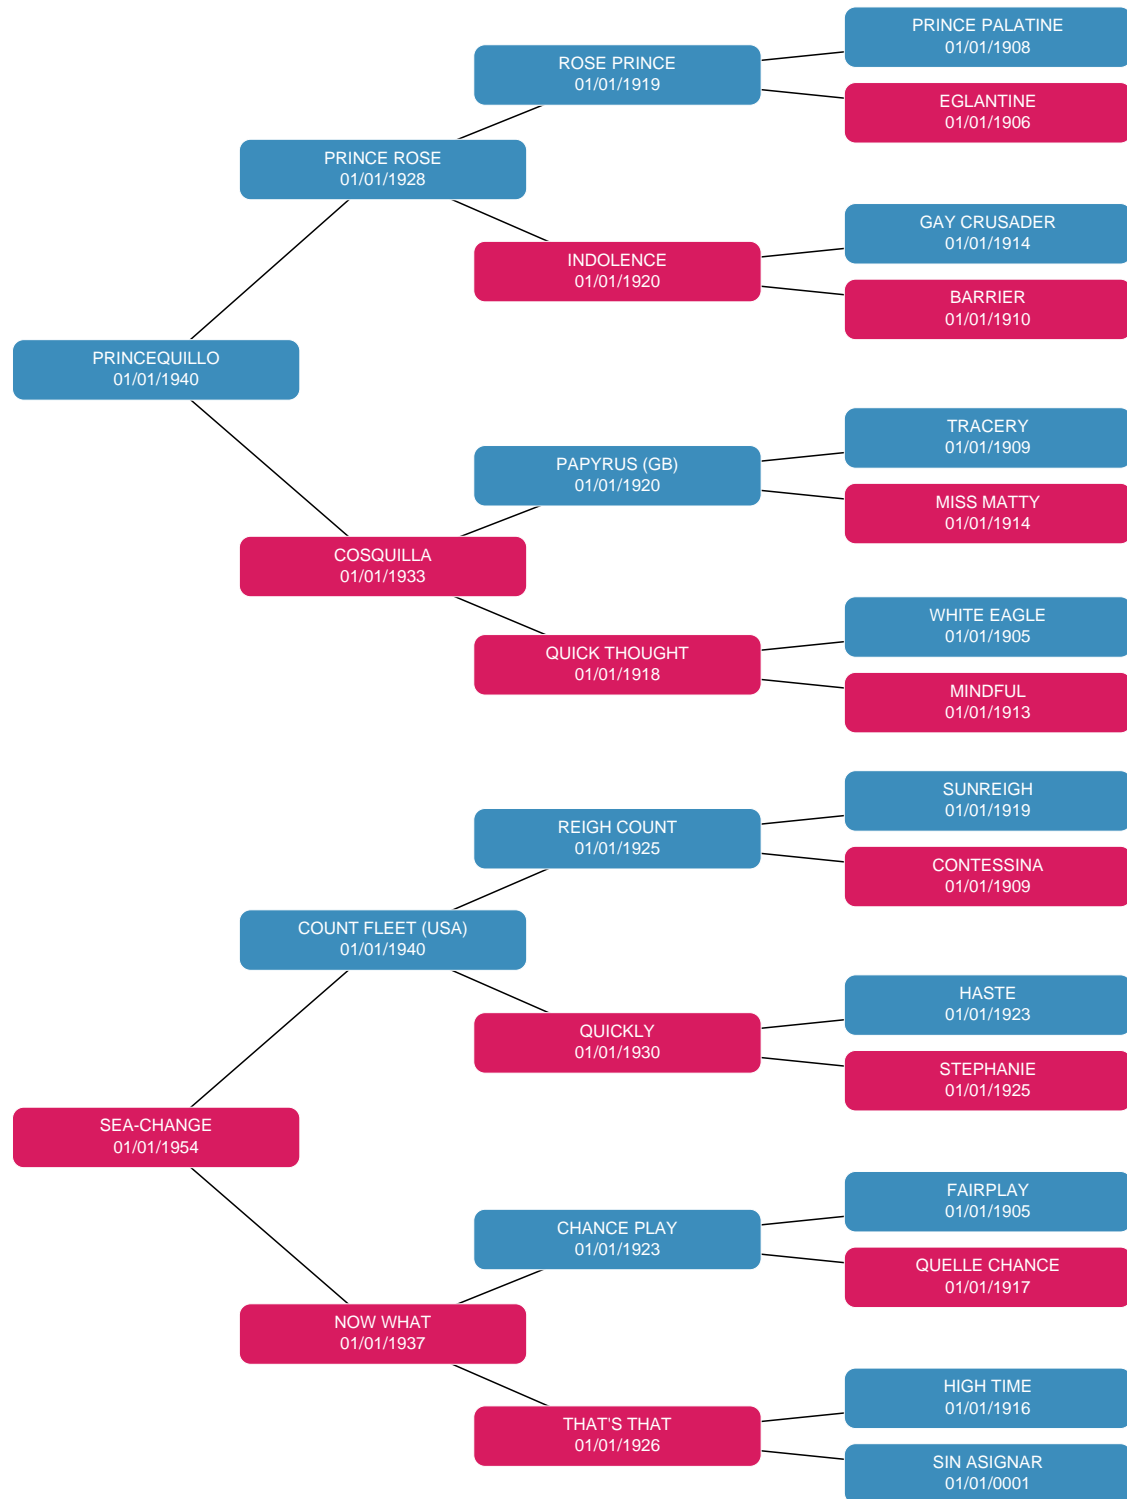 PRINCE PALATINE
01/01/1908
ROSE PRINCE
01/01/1919
EGLANTINE
01/01/1906
PRINCE ROSE
01/01/1928
GAY CRUSADER
01/01/1914
INDOLENCE
01/01/1920
BARRIER
01/01/1910
PRINCEQUILLO
01/01/1940
TRACERY
01/01/1909
PAPYRUS (GB)
01/01/1920
MISS MATTY
01/01/1914
COSQUILLA
01/01/1933
WHITE EAGLE
01/01/1905
QUICK THOUGHT
01/01/1918
MINDFUL
01/01/1913
SUNREIGH
01/01/1919
REIGH COUNT
01/01/1925
CONTESSINA
01/01/1909
COUNT FLEET (USA)
01/01/1940
HASTE
01/01/1923
QUICKLY
01/01/1930
STEPHANIE
01/01/1925
SEA-CHANGE
01/01/1954
FAIRPLAY
01/01/1905
CHANCE PLAY
01/01/1923
QUELLE CHANCE
01/01/1917
NOW WHAT
01/01/1937
HIGH TIME
01/01/1916
THAT'S THAT
01/01/1926
SIN ASIGNAR
01/01/0001